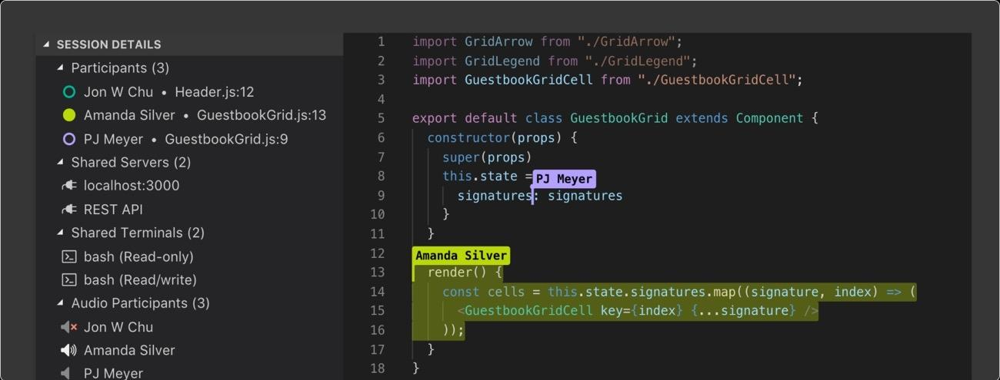 SESSION DETAILS
Participants (3)
Jon W Chu • Header.js:12
Amanda Silver • GuestbookGrid.js:13
PJ Meyer • GuestbookGrid.js:9
Shared Servers (2)
localhost:3000
REST API
Shared Terminals (2)
bash (Read-only)
bash (Read/write)
Audio Participants (3)
Jon W Chu
Amanda Silver
PJ Meyer
1 import GridArrow from "./GridArrow";
2 import GridLegend from "./GridLegend";
3 import GuestbookGridCell from "./GuestbookGridCell";
4
5 export default class GuestbookGrid extends Component {
6 constructor(props) {
7 super(props)
8 this.state =
PJ Meyer
9 signatures: signatures
10 }
11 }
12
Amanda Silver
13 render() {
14 const cells = this.state.signatures.map((signature, index) => (
15 <GuestbookGridCell key={index} {...signature} />
16 ));
17 }
18 }